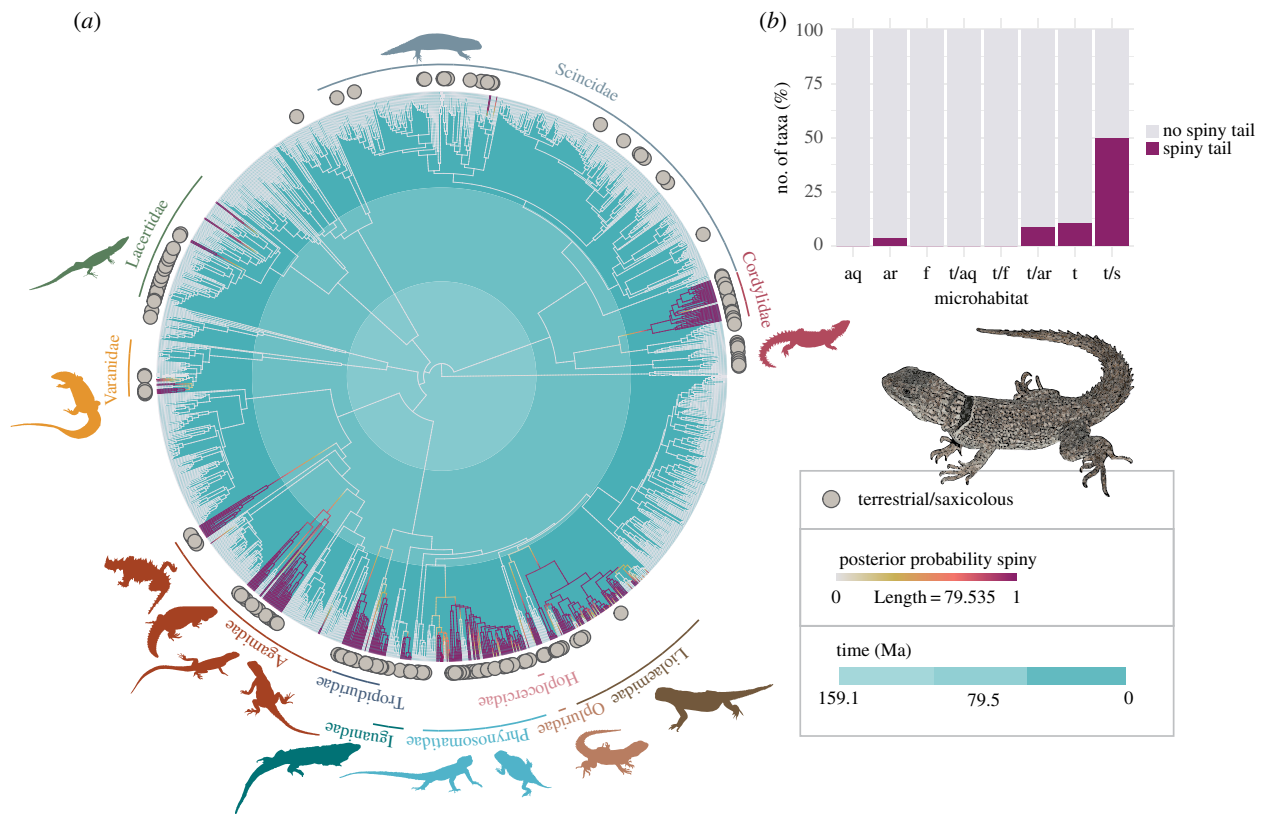 (a)
Scincidae
Lacertidae
Cordylidae
Varanidae
Agamidae
Tropiduridae
Iguanidae
Phrynosomatidae
Hoplocercidae
Opluridae
Liolaemidae
(b)
100
75
50
25
0
no. of taxa (%)
aq ar f t/aq t/f t/ar t t/s
microhabitat
no spiny tail
spiny tail
terrestrial/saxicolous
posterior probability spiny
0 Length = 79.535 1
time (Ma)
159.1 79.5 0